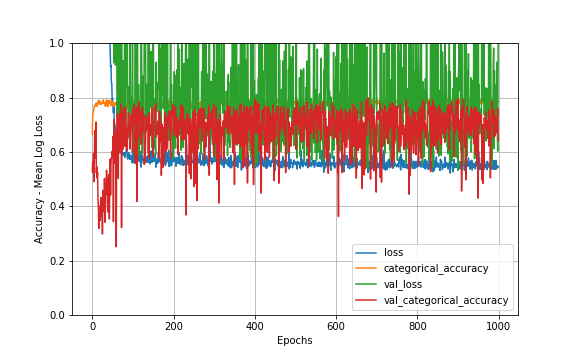 1.0
0.8
0.6
0.4
0.2
0.0
Accuracy - Mean Log Loss
loss
categorical_accuracy
val_loss
val_categorical_accuracy
0 200 400 600 800 1000
Epochs